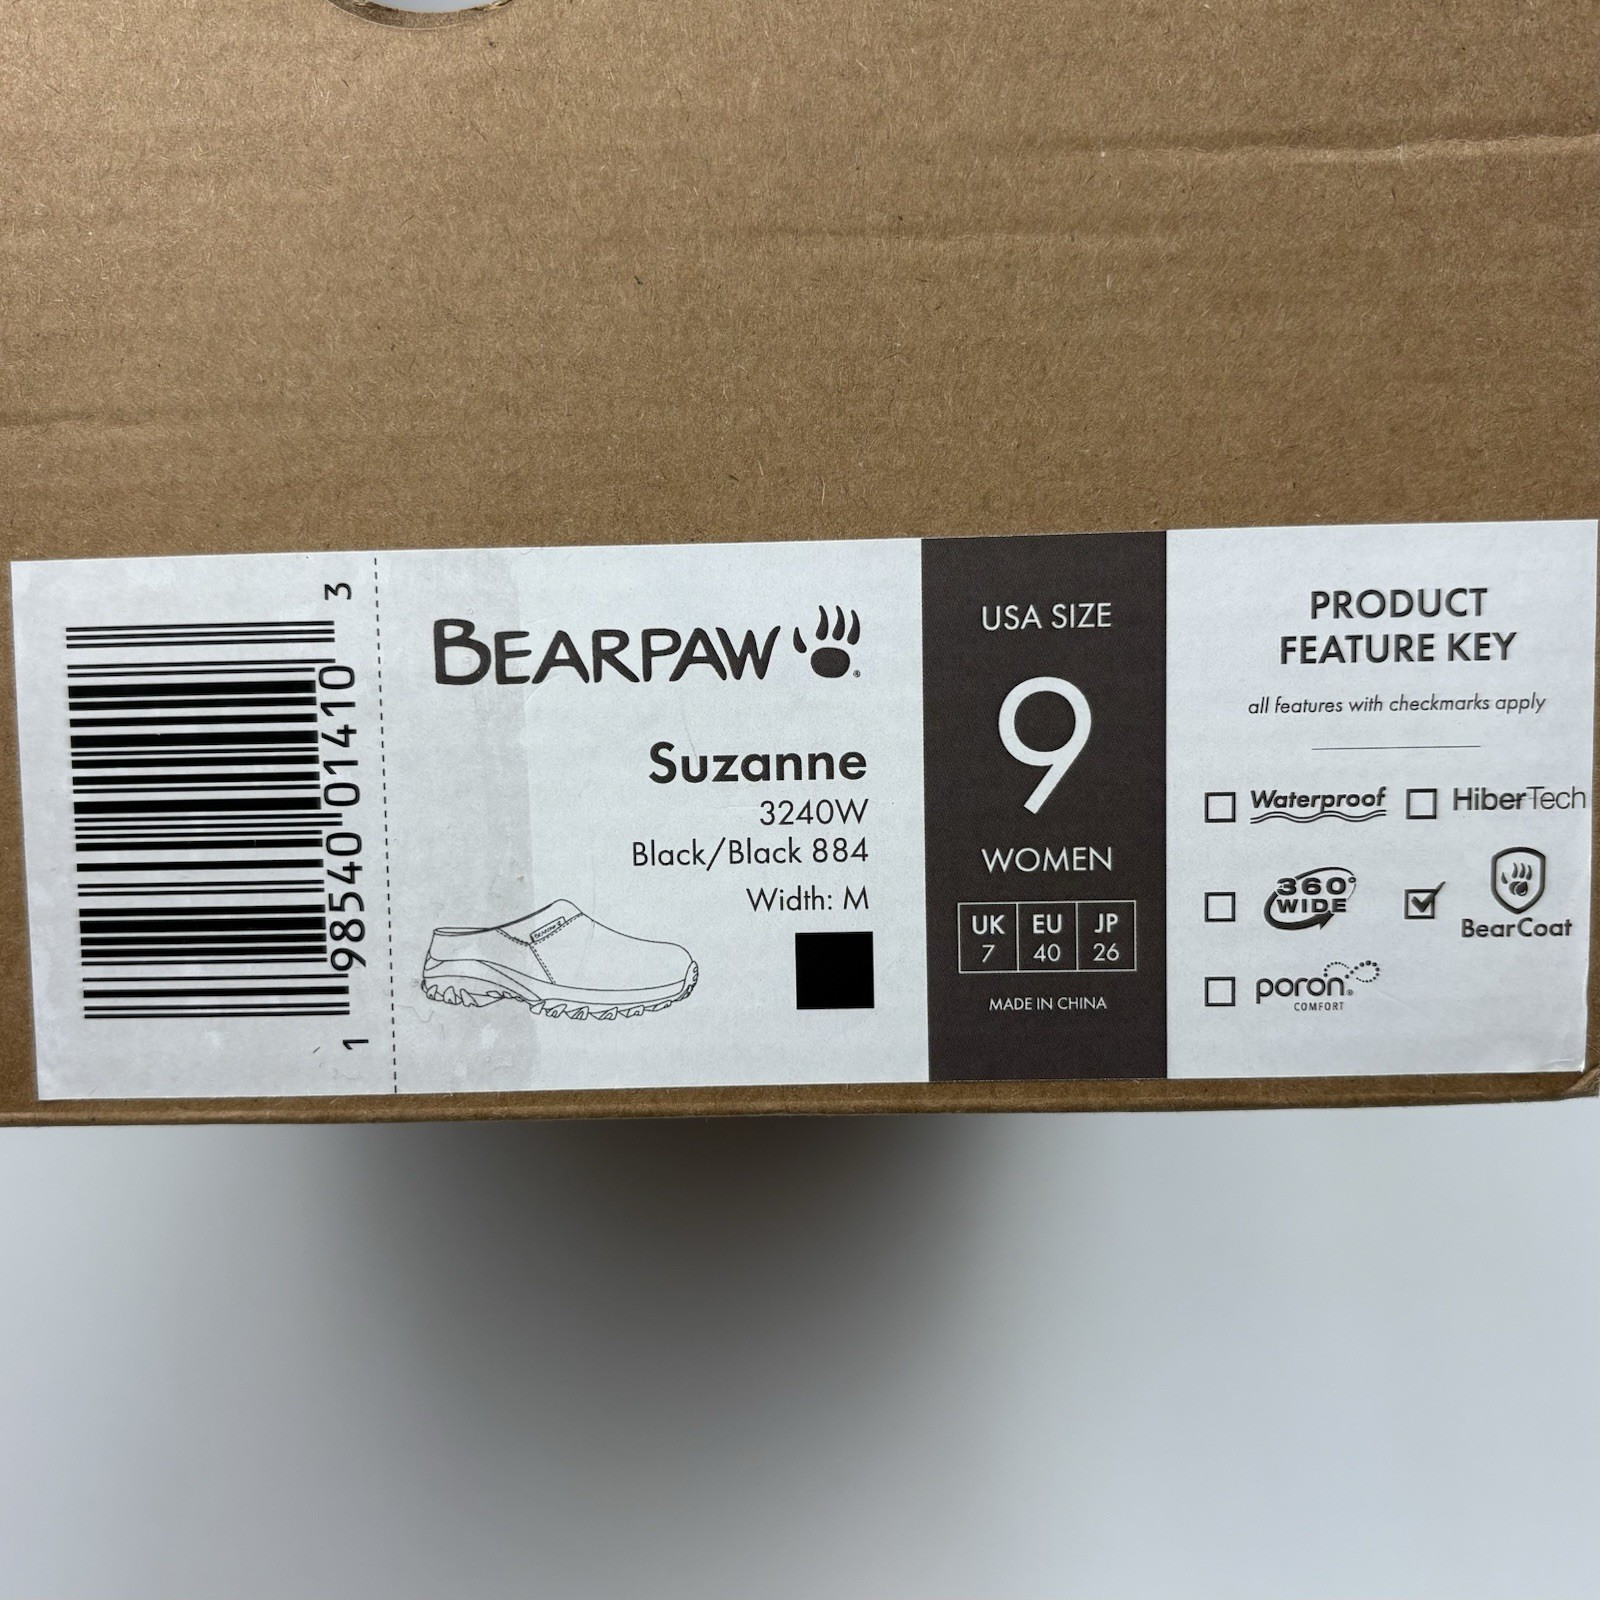 1 98540 01410 3
BEARPAW ®
Suzanne
3240W
Black/Black 884
Width: M
BEARPAW
USA SIZE
9
WOMEN
UK EU JP
7 40 26
MADE IN CHINA
PRODUCT
FEATURE KEY
all features with checkmarks apply
Waterproof HiberTech
360°
WIDE
BearCoat
poron®
COMFORT